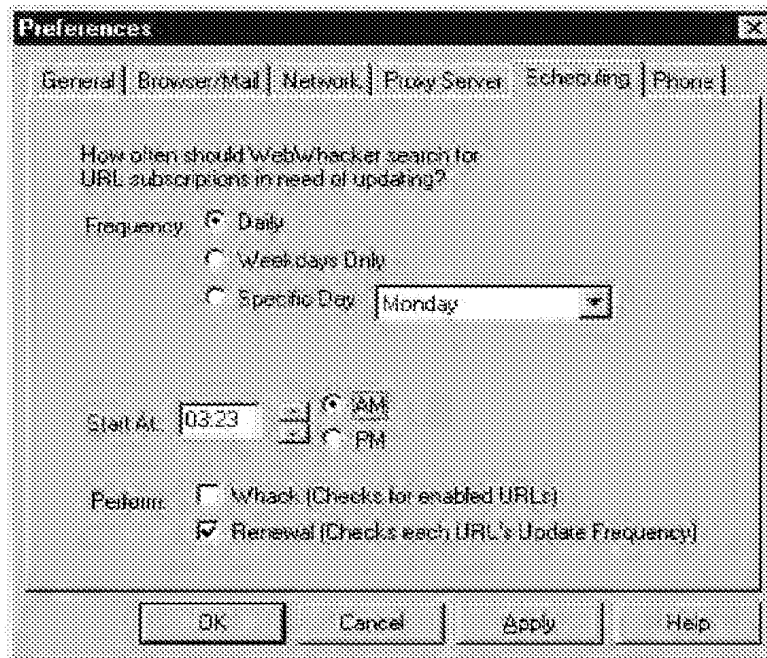 Preferences
General Browser/Mail Network Proxy Server Scheduling Phone
How often should WebWhacker search for
URL subscriptions in need of updating?
Frequency: Daily
Weekdays Only
Specific Day Monday
Start At: 03:23 AM
PM
Perform: Whack (Checks for enabled URLs)
Renewal (Checks each URL's Update Frequency)
OK Cancel Apply Help